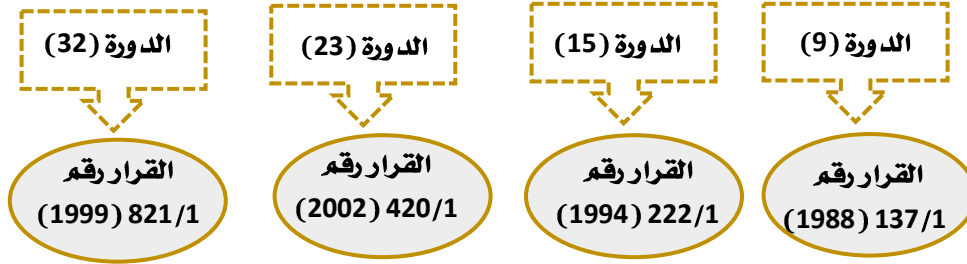 الدورة (9)
الدورة (15)
الدورة (23)
الدورة (32)
القرار رقم
137/1 (1988)
القرار رقم
222/1 (1994)
القرار رقم
420/1 (2002)
القرار رقم
821/1 (1999)